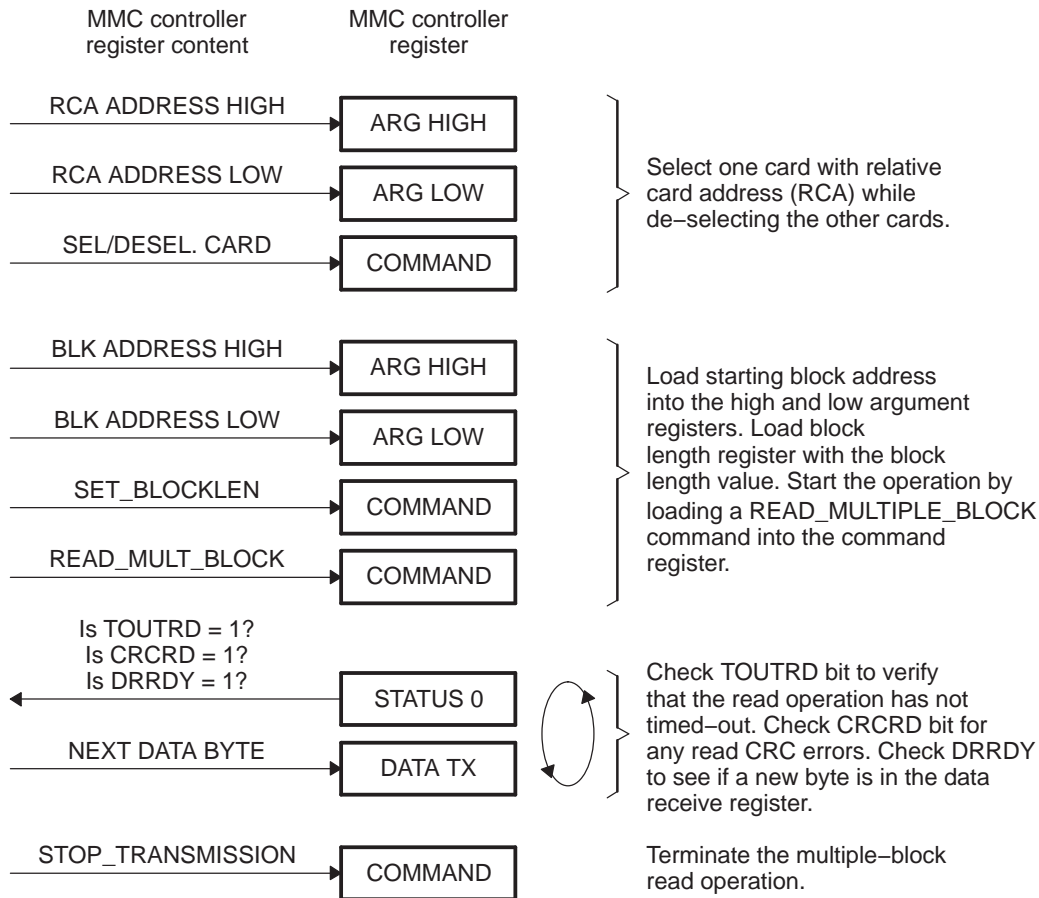 MMC controller
register content
MMC controller
register
RCA ADDRESS HIGH
ARG HIGH
RCA ADDRESS LOW
ARG LOW
SEL/DESEL. CARD
COMMAND
Select one card with relative
card address (RCA) while
de−selecting the other cards.
BLK ADDRESS HIGH
ARG HIGH
BLK ADDRESS LOW
ARG LOW
SET_BLOCKLEN
COMMAND
READ_MULT_BLOCK
COMMAND
Load starting block address
into the high and low argument
registers. Load block
length register with the block
length value. Start the operation by
loading a READ_MULTIPLE_BLOCK
command into the command
register.
Is TOUTRD = 1?
Is CRCRD = 1?
Is DRRDY = 1?
STATUS 0
NEXT DATA BYTE
DATA TX
Check TOUTRD bit to verify
that the read operation has not
timed−out. Check CRCRD bit for
any read CRC errors. Check DRRDY
to see if a new byte is in the data
receive register.
STOP_TRANSMISSION
COMMAND
Terminate the multiple−block
read operation.